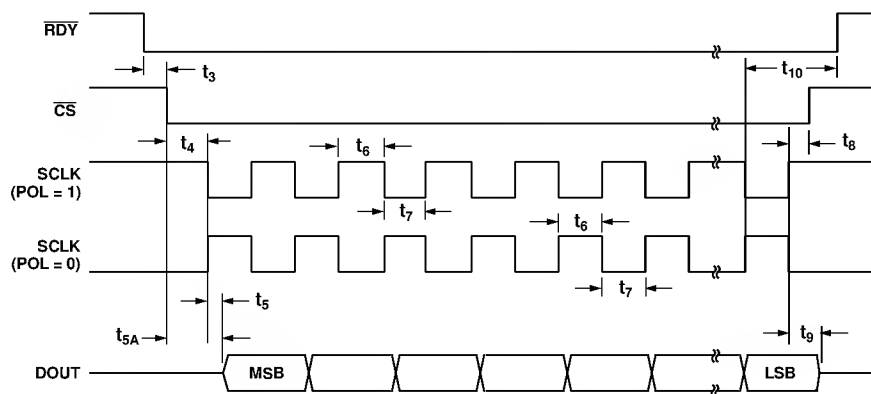 RDY
t3
t10
CS
t4
t6
t8
SCLK
(POL = 1)
t7
t6
SCLK
(POL = 0)
t7
t5
t5A
t9
DOUT
MSB
LSB